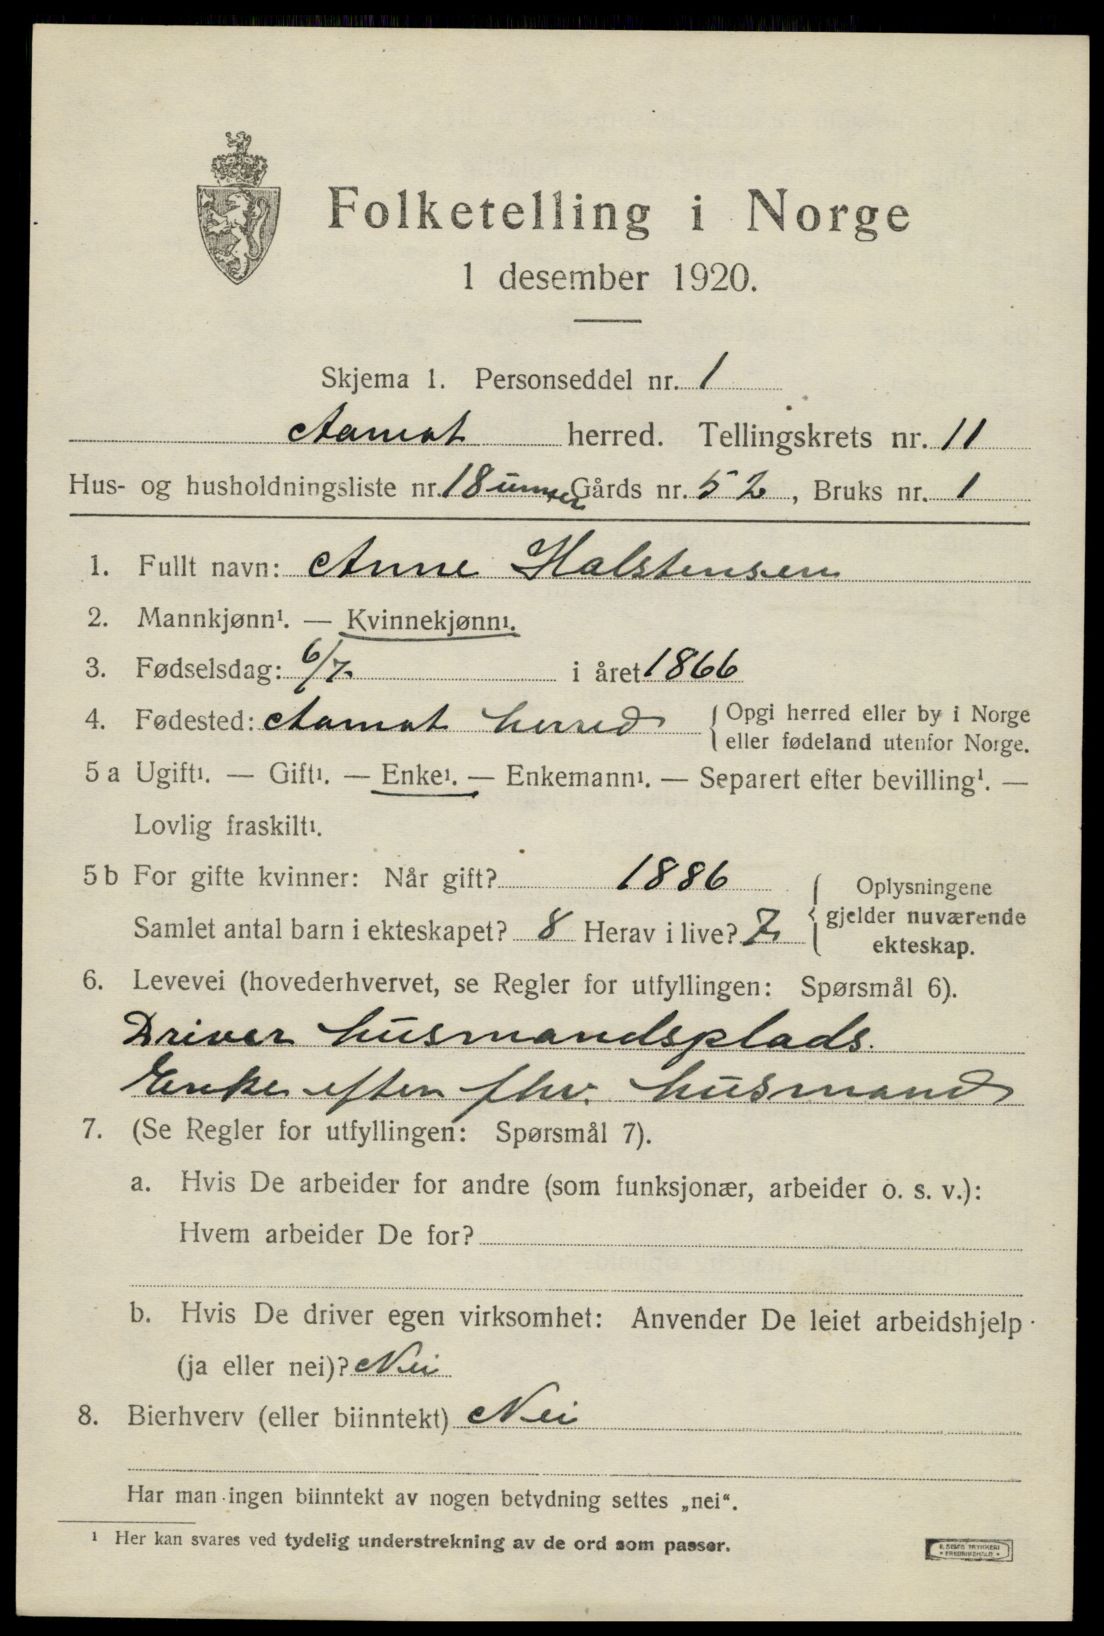 Folketelling i Norge
1 desember 1920.
Skjema 1. Personseddel nr. 1
Aamot herred. Tellingskrets nr. 11
Hus- og husholdningsliste nr. 18 Gårds nr. 52, Bruks nr. 1
1. Fullt navn: Anne Halstensen
2. Mannkjønn¹. — Kvinnekjønn¹.
3. Fødselsdag: 6/7. i året 1866
4. Fødested: Aamot herred { Opgi herred eller by i Norge
eller fødeland utenfor Norge.
5 a Ugift¹. — Gift¹. — Enke¹. — Enkemann¹. — Separert efter bevilling¹. —
Lovlig fraskilt¹.
5 b For gifte kvinner: Når gift? 1886
Samlet antal barn i ekteskapet? 8 Herav i live? 7
{ Oplysningene
gjelder nuværende
ekteskap.
6. Levevei (hovederhvervet, se Regler for utfyllingen: Spørsmål 6).
Driver husmandsplads.
Enke efter fhv. husmand
7. (Se Regler for utfyllingen: Spørsmål 7).
a. Hvis De arbeider for andre (som funksjonær, arbeider o. s. v.):
Hvem arbeider De for?
b. Hvis De driver egen virksomhet: Anvender De leiet arbeidshjelp
(ja eller nei)? Nei
8. Bierhverv (eller biinntekt) Nei
Har man ingen biinntekt av nogen betydning settes „nei“.
¹ Her kan svares ved tydelig understrekning av de ord som passer.